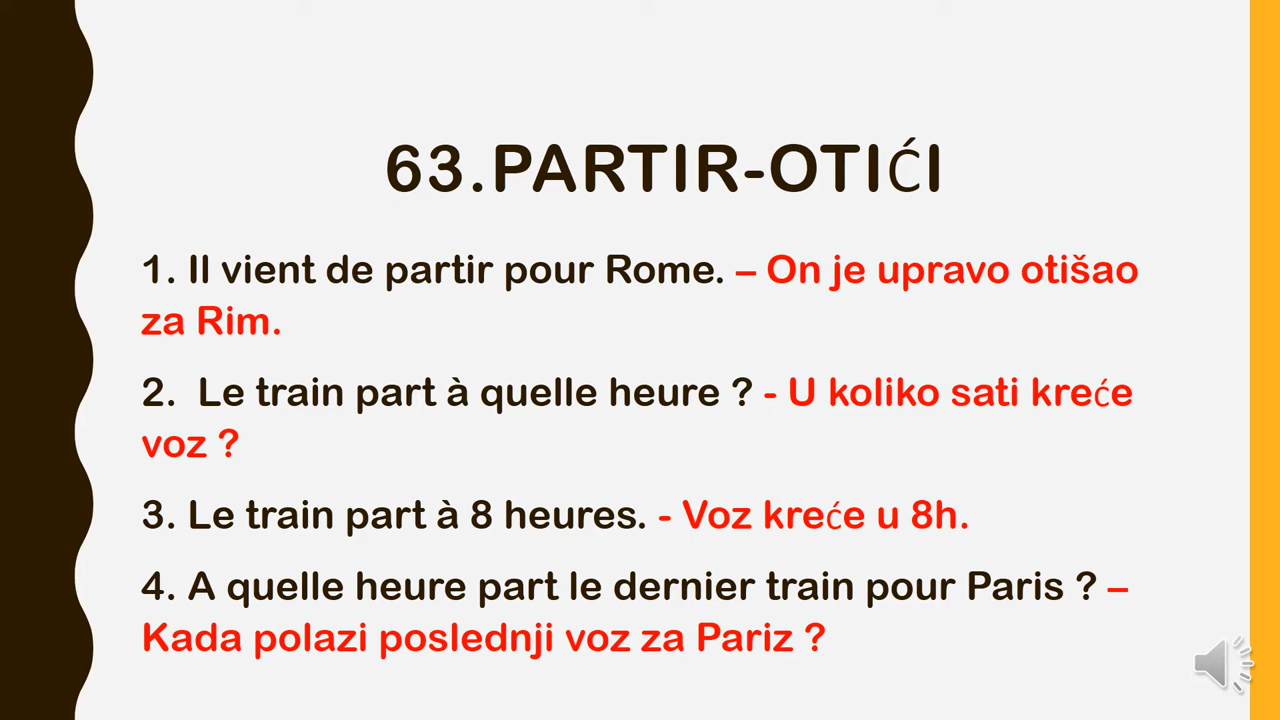 63.PARTIR-OTIĆI
1. Il vient de partir pour Rome. – On je upravo otišao
za Rim.
2. Le train part à quelle heure ? - U koliko sati kreće
voz ?
3. Le train part à 8 heures. - Voz kreće u 8h.
4. A quelle heure part le dernier train pour Paris ? –
Kada polazi poslednji voz za Pariz ?